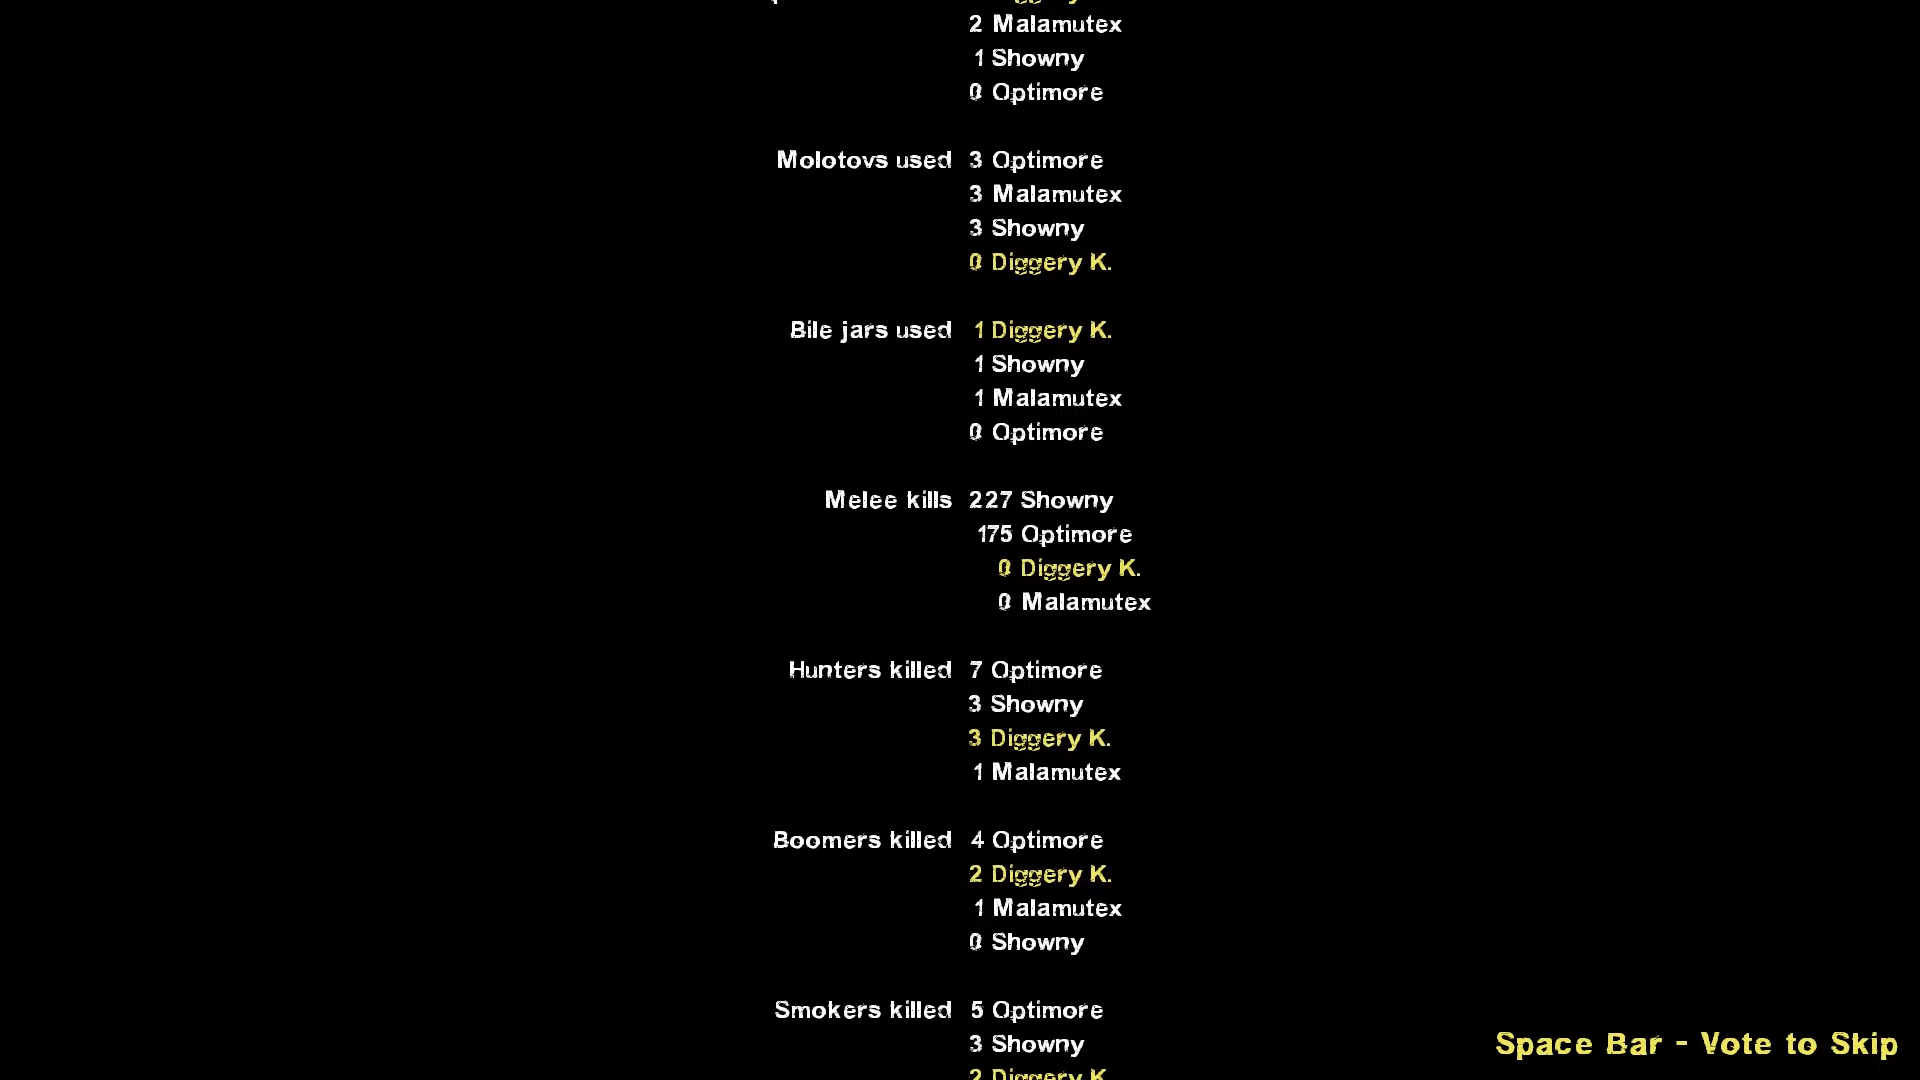 2 Malamutex
1 Showny
0 Optimore
Molotovs used 3 Optimore
3 Malamutex
3 Showny
0 Diggery K.
Bile jars used 1 Diggery K.
1 Showny
1 Malamutex
0 Optimore
Melee kills 227 Showny
175 Optimore
0 Diggery K.
0 Malamutex
Hunters killed 7 Optimore
3 Showny
3 Diggery K.
1 Malamutex
Boomers killed 4 Optimore
2 Diggery K.
1 Malamutex
0 Showny
Smokers killed 5 Optimore
3 Showny
2 Diggery K.
Space Bar - Vote to Skip